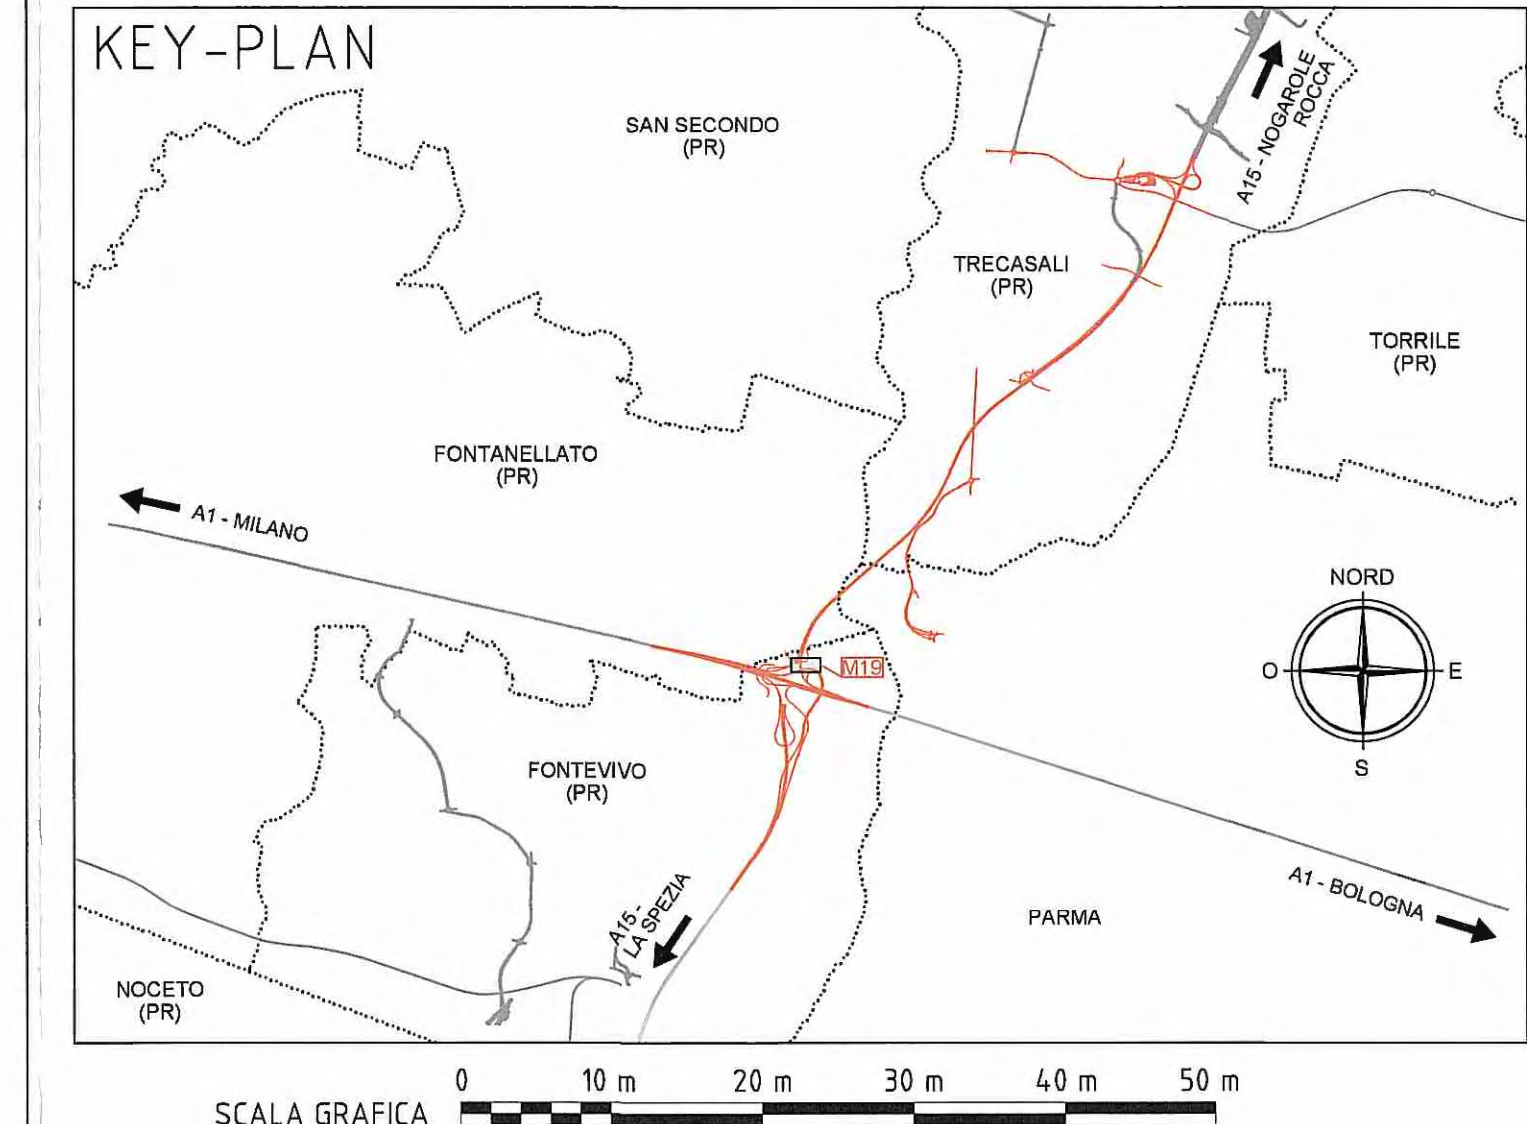 KEY-PLAN
SAN SECONDO
(PR)
A15 - NOGAROLE
ROCCA
TRECASALI
(PR)
TORRILE
(PR)
FONTANELLATO
(PR)
A1 - MILANO
NORD
O
E
S
M19
FONTEVIVO
(PR)
A15 -
LA SPEZIA
A1 - BOLOGNA
PARMA
NOCETO
(PR)
0 10 m 20 m 30 m 40 m 50 m
SCALA GRAFICA